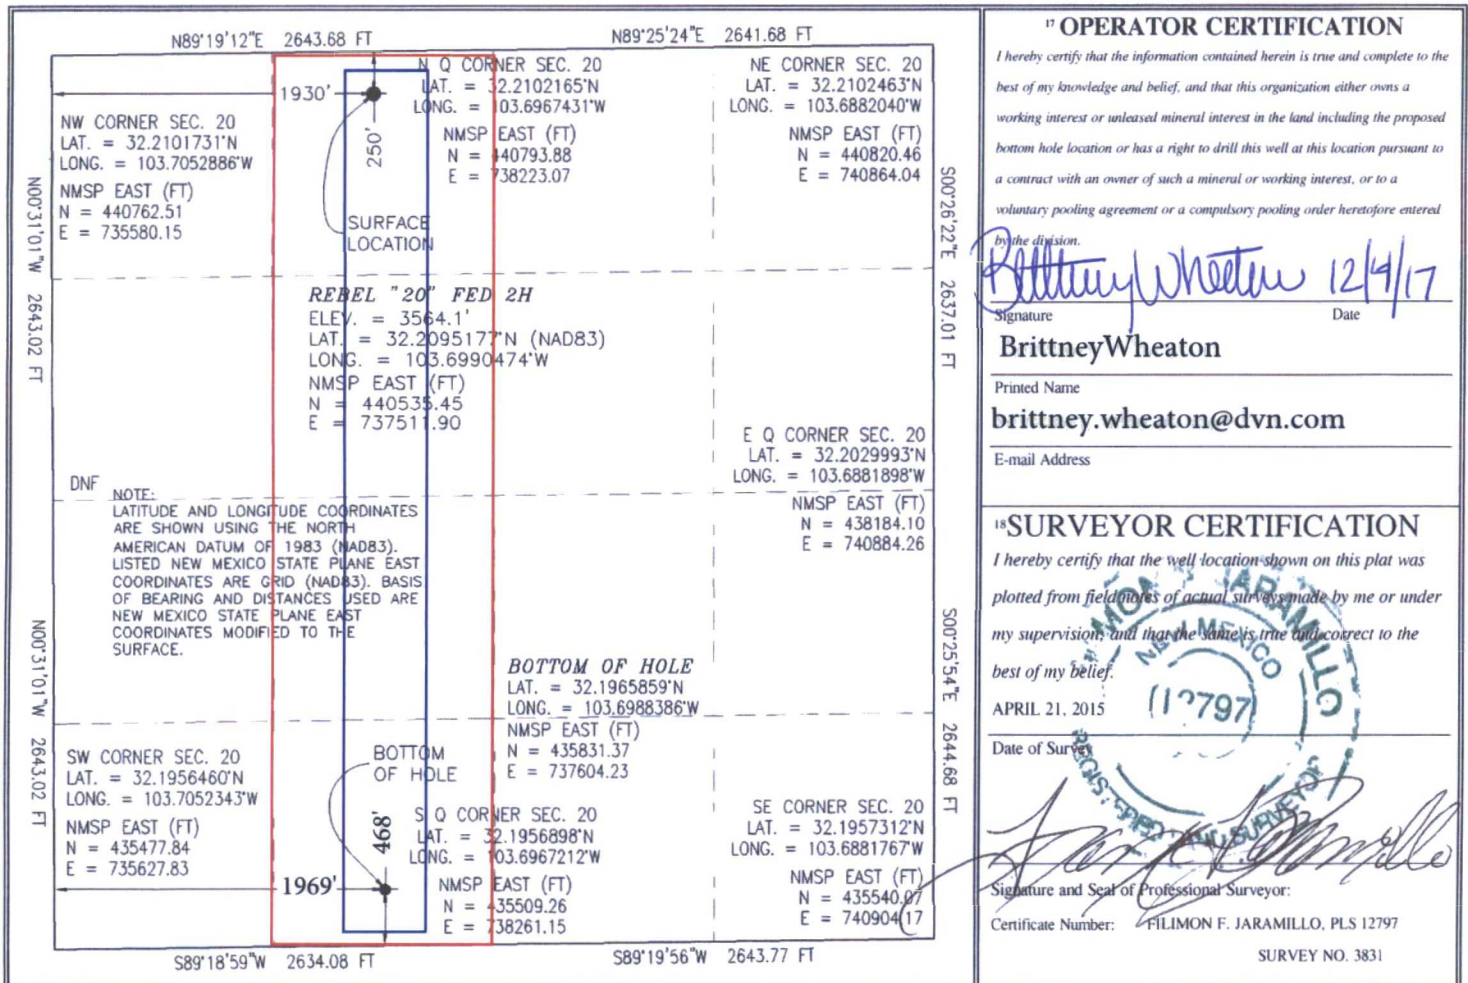 N89°19'12"E 2643.68 FT
N89°25'24"E 2641.68 FT
1930'
250'
NW CORNER SEC. 20
LAT. = 32.2101731°N
LONG. = 103.7052886°W
NMSP EAST (FT)
N = 440762.51
E = 735580.15
N Q CORNER SEC. 20
LAT. = 32.2102165°N
LONG. = 103.6967431°W
NMSP EAST (FT)
N = 440793.88
E = 738223.07
NE CORNER SEC. 20
LAT. = 32.2102463°N
LONG. = 103.6882040°W
NMSP EAST (FT)
N = 440820.46
E = 740864.04
SURFACE
LOCATION
N00°31'01"W 2643.02 FT
S00°26'22"E 2637.01 FT
REBEL "20" FED 2H
ELEV. = 3564.1'
LAT. = 32.2095177°N (NAD83)
LONG. = 103.6990474°W
NMSP EAST (FT)
N = 440535.45
E = 737511.90
E Q CORNER SEC. 20
LAT. = 32.2029993°N
LONG. = 103.6881898°W
NMSP EAST (FT)
N = 438184.10
E = 740884.26
DNF
NOTE:
LATITUDE AND LONGITUDE COORDINATES
ARE SHOWN USING THE NORTH
AMERICAN DATUM OF 1983 (NAD83).
LISTED NEW MEXICO STATE PLANE EAST
COORDINATES ARE GRID (NAD83). BASIS
OF BEARING AND DISTANCES USED ARE
NEW MEXICO STATE PLANE EAST
COORDINATES MODIFIED TO THE
SURFACE.
N00°31'01"W 2643.02 FT
S00°25'54"E 2644.68 FT
BOTTOM OF HOLE
LAT. = 32.1965859°N
LONG. = 103.6988386°W
NMSP EAST (FT)
N = 435831.37
E = 737604.23
BOTTOM
OF HOLE
SW CORNER SEC. 20
LAT. = 32.1956460°N
LONG. = 103.7052343°W
NMSP EAST (FT)
N = 435477.84
E = 735627.83
468'
1969'
S Q CORNER SEC. 20
LAT. = 32.1956898°N
LONG. = 103.6967212°W
NMSP EAST (FT)
N = 435509.26
E = 738261.15
SE CORNER SEC. 20
LAT. = 32.1957312°N
LONG. = 103.6881767°W
NMSP EAST (FT)
N = 435540.07
E = 740904.17
S89°18'59"W 2634.08 FT
S89°19'56"W 2643.77 FT
17 OPERATOR CERTIFICATION
I hereby certify that the information contained herein is true and complete to the
best of my knowledge and belief, and that this organization either owns a
working interest or unleased mineral interest in the land including the proposed
bottom hole location or has a right to drill this well at this location pursuant to
a contract with an owner of such a mineral or working interest, or to a
voluntary pooling agreement or a compulsory pooling order heretofore entered
by the division.
Brittney Wheaton 12/4/17
Signature Date
BrittneyWheaton
Printed Name
brittney.wheaton@dvn.com
E-mail Address
18 SURVEYOR CERTIFICATION
I hereby certify that the well location shown on this plat was
plotted from field notes of actual surveys made by me or under
my supervision, and that the same is true and correct to the
best of my belief.
APRIL 21, 2015
Date of Survey
JARAMILLO
NEW MEXICO
Signature and Seal of Professional Surveyor:
Certificate Number: FILIMON F. JARAMILLO, PLS 12797
SURVEY NO. 3831